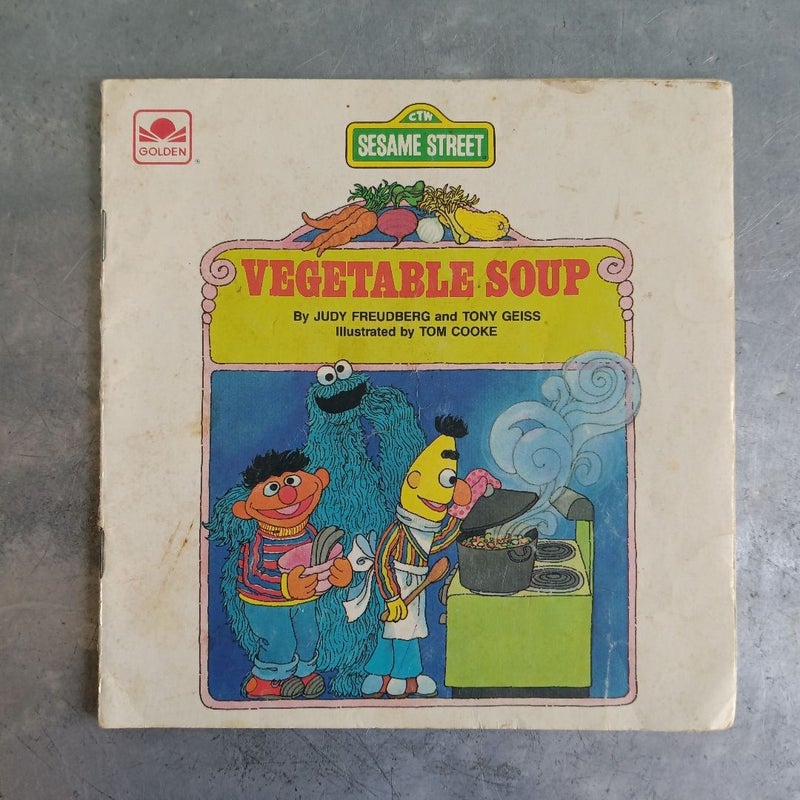 GOLDEN
CTW
SESAME STREET
VEGETABLE SOUP
By JUDY FREUDBERG and TONY GEISS
Illustrated by TOM COOKE